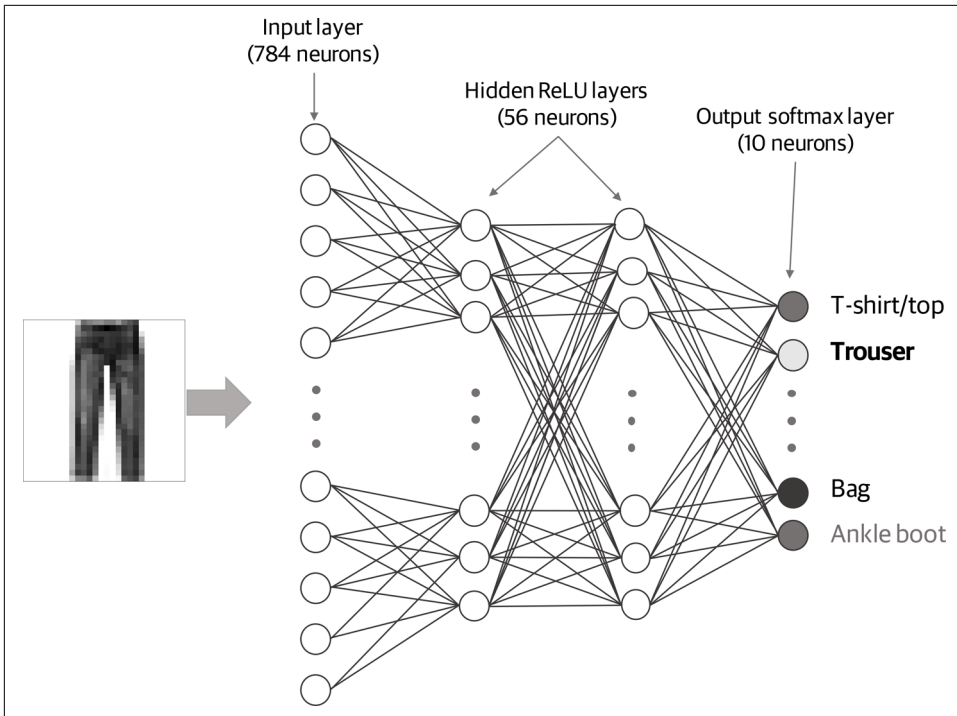 Input layer
(784 neurons)
Hidden ReLU layers
(56 neurons)
Output softmax layer
(10 neurons)
T-shirt/top
Trouser
Bag
Ankle boot